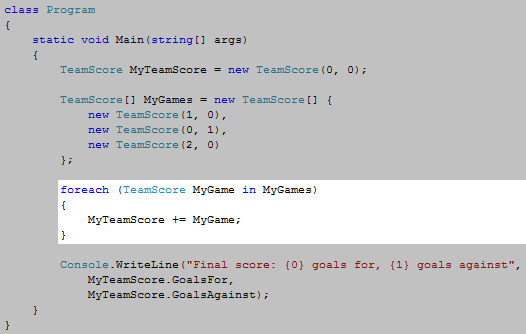 class Program
{
    static void Main(string[] args)
    {
        TeamScore MyTeamScore = new TeamScore(0, 0);

        TeamScore[] MyGames = new TeamScore[] {
            new TeamScore(1, 0),
            new TeamScore(0, 1),
            new TeamScore(2, 0)
        };

        foreach (TeamScore MyGame in MyGames)
        {
            MyTeamScore += MyGame;
        }

        Console.WriteLine("Final score: {0} goals for, {1} goals against",
            MyTeamScore.GoalsFor,
            MyTeamScore.GoalsAgainst);
    }
}